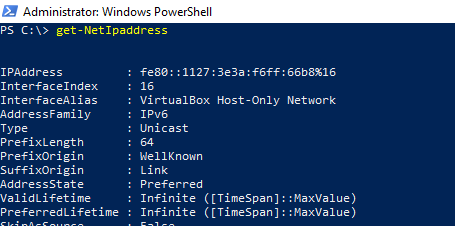 Administrator: Windows PowerShell
PS C:\> get-NetIpaddress
IPAddress : fe80::1127:3e3a:f6ff:66b8%16
InterfaceIndex : 16
InterfaceAlias : VirtualBox Host-Only Network
AddressFamily : IPv6
Type : Unicast
PrefixLength : 64
PrefixOrigin : WellKnown
SuffixOrigin : Link
AddressState : Preferred
ValidLifetime : Infinite ([TimeSpan]::MaxValue)
PreferredLifetime : Infinite ([TimeSpan]::MaxValue)
SkipAsSource : False